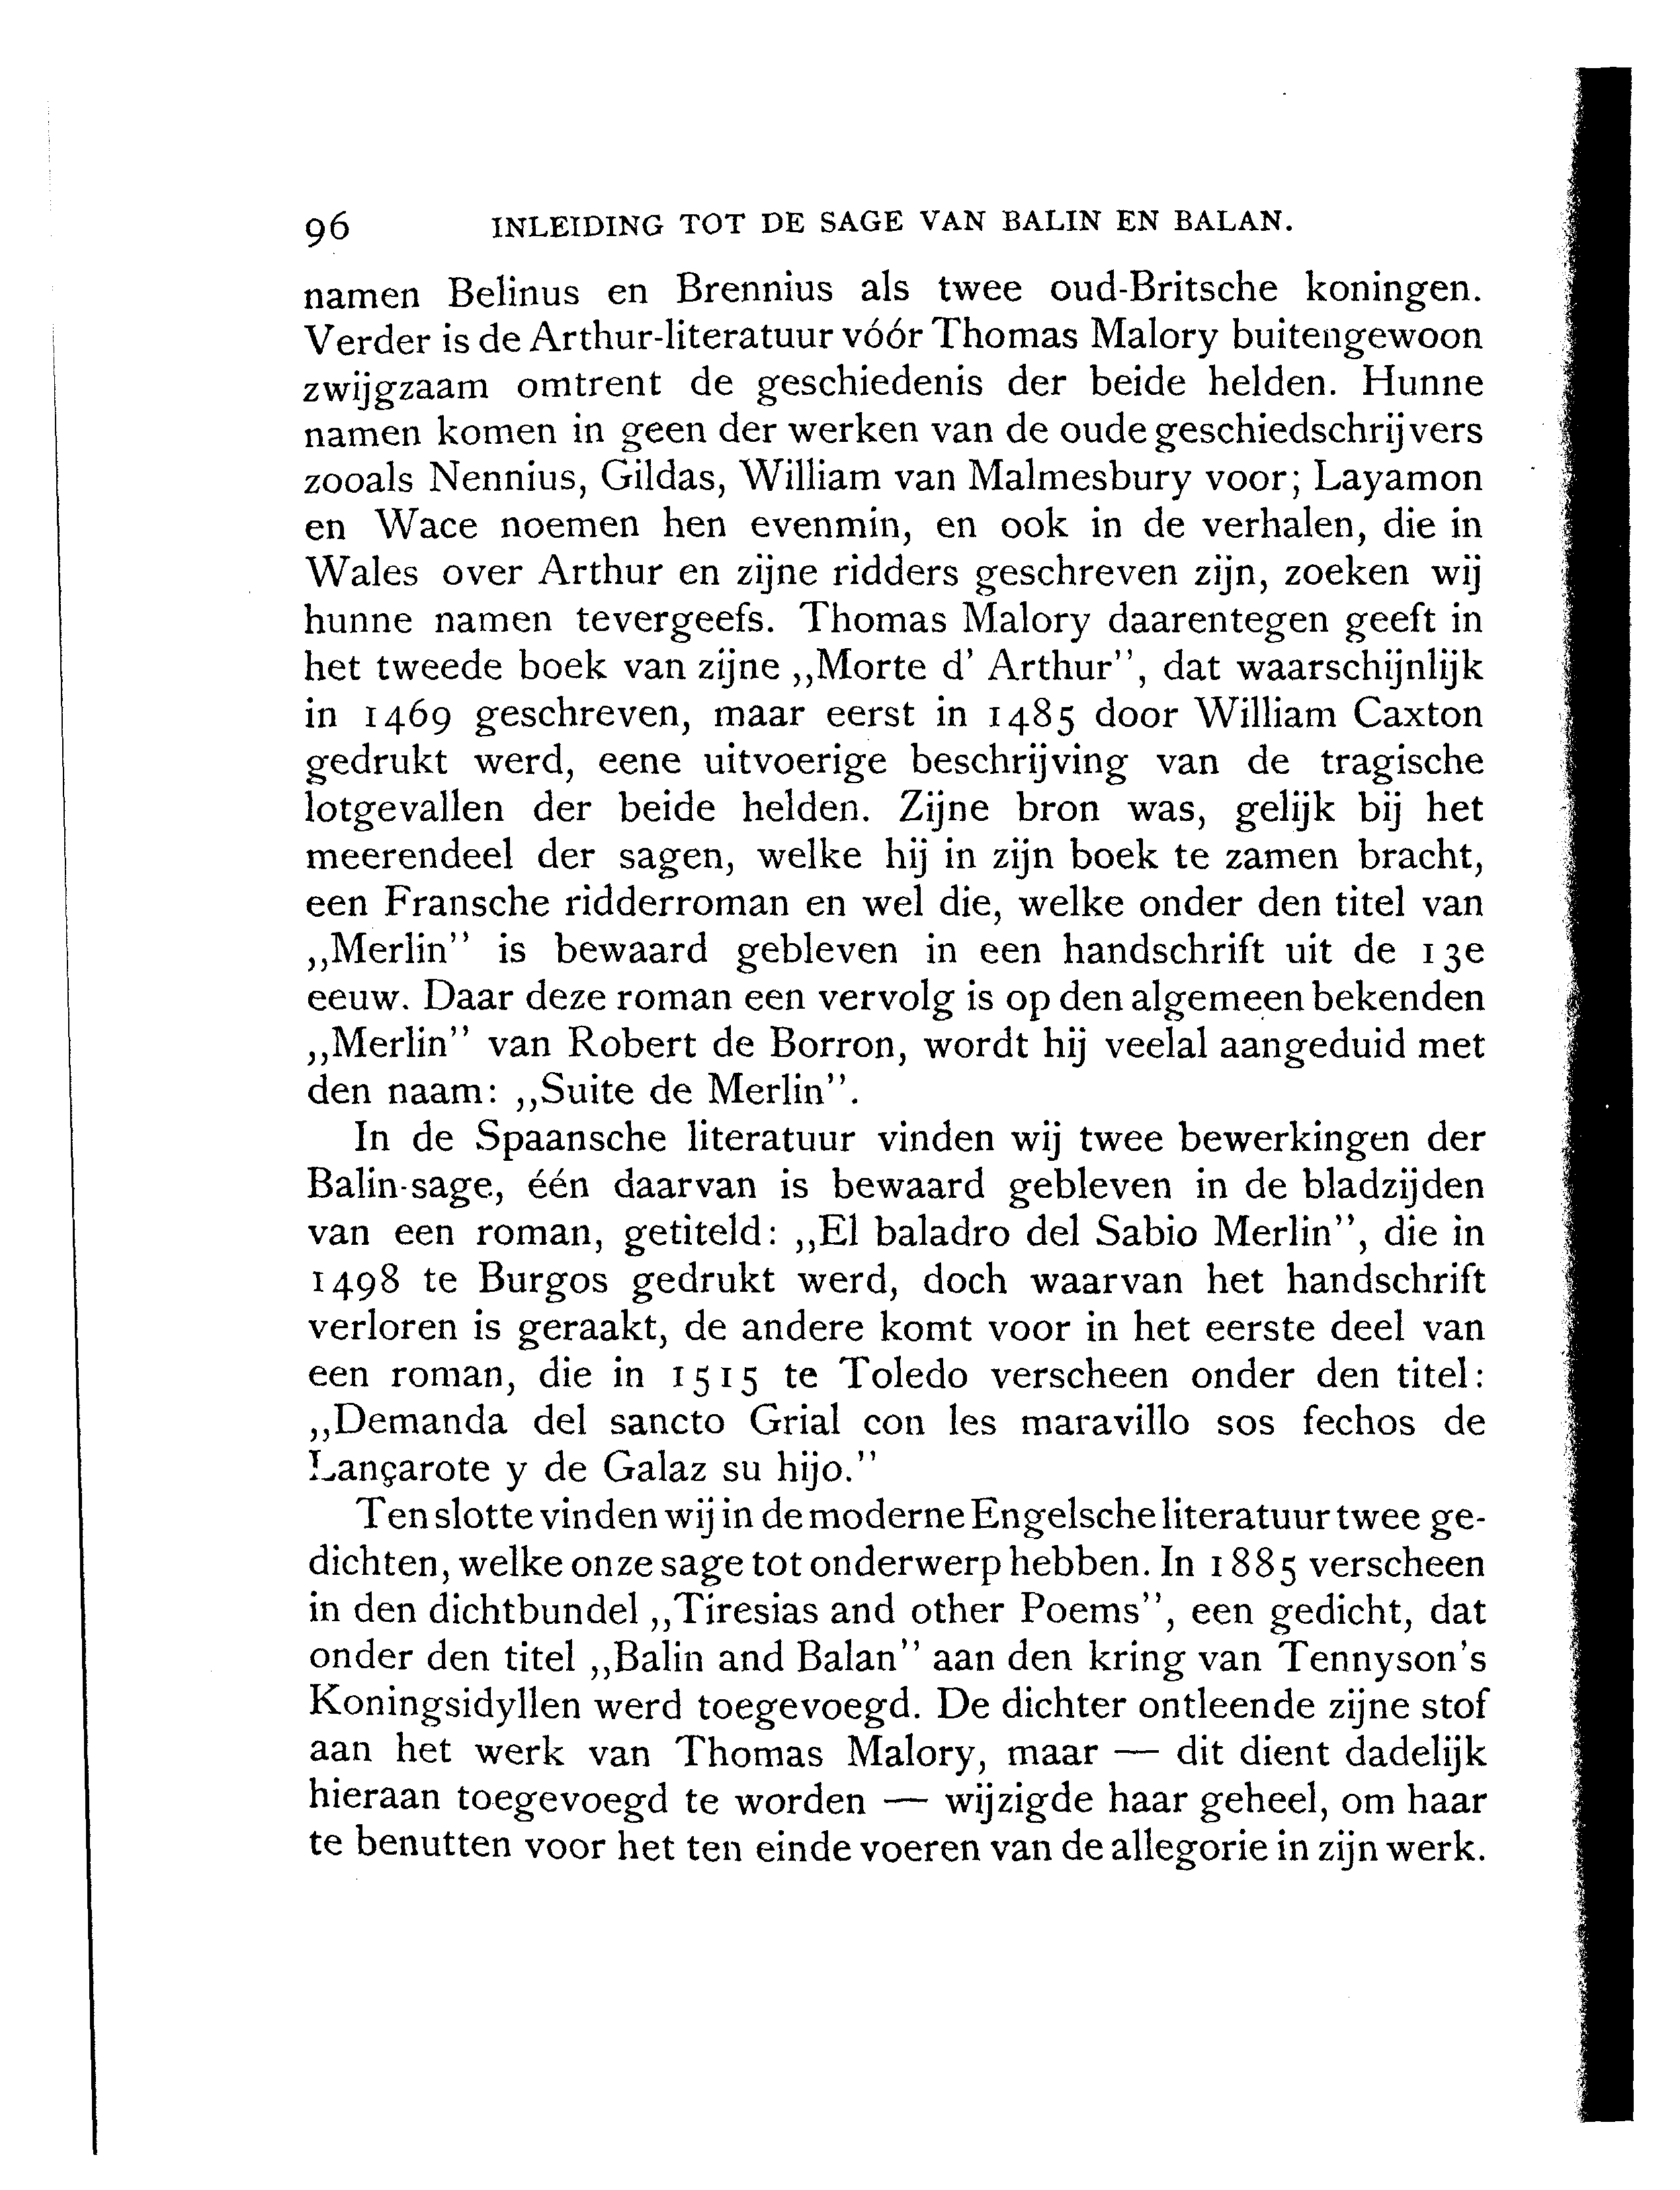 96 INLEIDING TOT DE SAGE VAN BALIN EN BALAN.
namen Belinus en Brennius als twee oud-Britsche koningen.
Verder is de Arthur-literatuur vóór Thomas Malory buitengewoon
zwijgzaam omtrent de geschiedenis der beide helden. Hunne
namen komen in geen der werken van de oude geschiedschrijvers
zooals Nennius, Gildas, William van Malmesbury voor; Layamon
en Wace noemen hen evenmin, en ook in de verhalen, die in
Wales over Arthur en zijne ridders geschreven zijn, zoeken wij
hunne namen tevergeefs. Thomas Malory daarentegen geeft in
het tweede boek van zijne ,,Morte d' Arthur'', dat waarschijnlijk
in 1469 geschreven, maar eerst in 1485 door William Caxton
gedrukt werd, eene uitvoerige beschrijving van de tragische
lotgevallen der beide helden. Zijne bron was, gelijk bij het
meerendeel der sagen, welke hij in zijn boek te zamen bracht,
een Fransche ridderroman en wel die, welke onder den titel van
,,Merlin'' is bewaard gebleven in een handschrift uit de 13e
eeuw. Daar deze roman een vervolg is op den algemeen bekenden
,,Merlin'' van Robert de Borron, wordt hij veelal aangeduid met
den naam: ,,Suite de Merlin''.
In de Spaansche literatuur vinden wij twee bewerkingen der
Balin-sage, één daarvan is bewaard gebleven in de bladzijden
van een roman, getiteld: ,,El baladro del Sabio Merlin'', die in
1498 te Burgos gedrukt werd, doch waarvan het handschrift
verloren is geraakt, de andere komt voor in het eerste deel van
een roman, die in 1515 te Toledo verscheen onder den titel:
,,Demanda del sancto Grial con les maravillo sos fechos de
Lançarote y de Galaz su hijo.''
Ten slotte vinden wij in de moderne Engelsche literatuur twee ge-
dichten, welke onze sage tot onderwerp hebben. In 1885 verscheen
in den dichtbundel ,,Tiresias and other Poems'', een gedicht, dat
onder den titel ,,Balin and Balan'' aan den kring van Tennyson's
Koningsidyllen werd toegevoegd. De dichter ontleende zijne stof
aan het werk van Thomas Malory, maar — dit dient dadelijk
hieraan toegevoegd te worden — wijzigde haar geheel, om haar
te benutten voor het ten einde voeren van de allegorie in zijn werk.